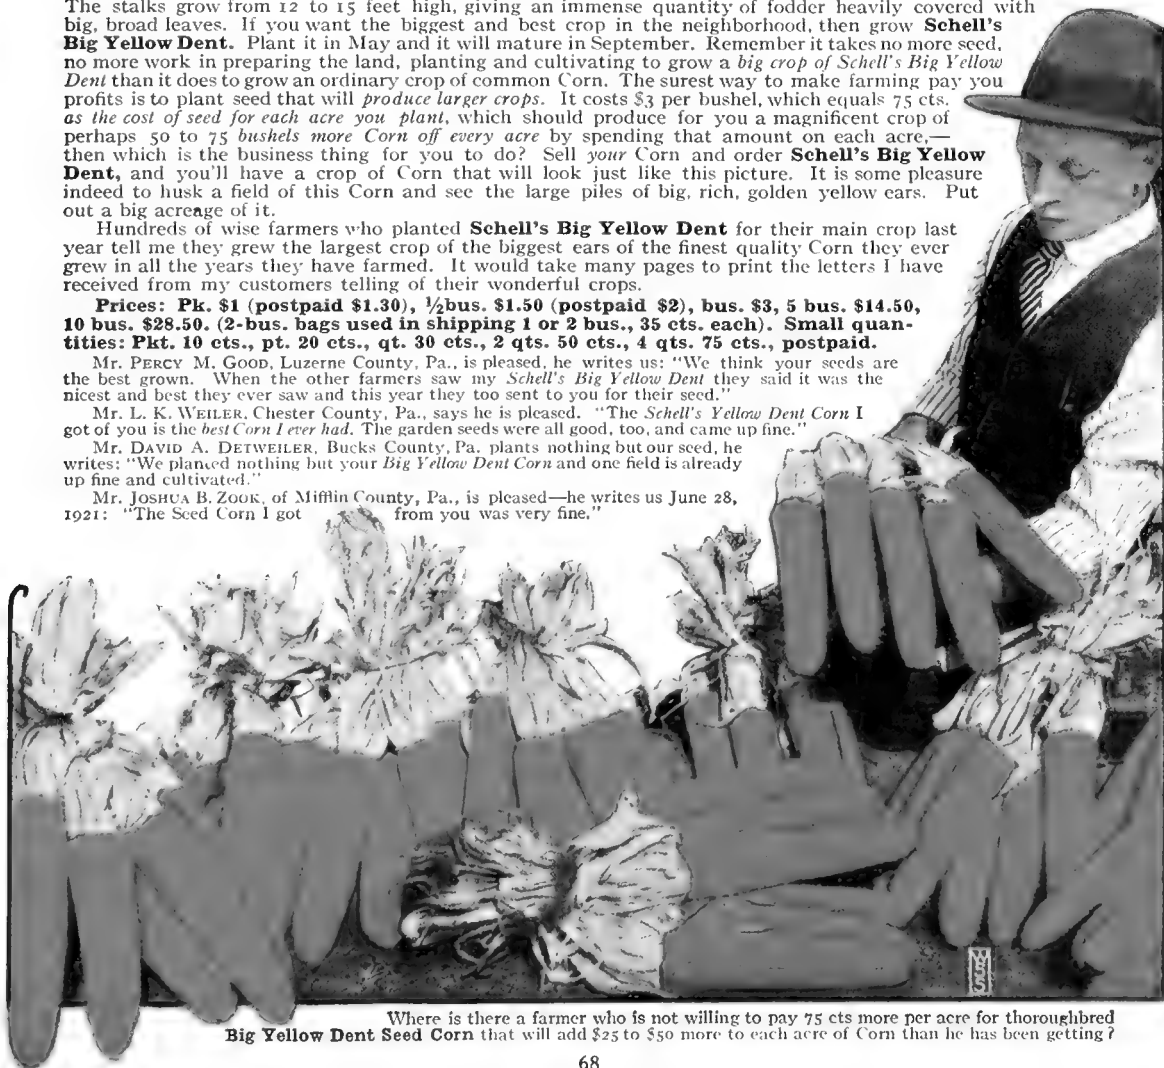 The stalks grow from 12 to 15 feet high, giving an immense quantity of fodder heavily covered with
big, broad leaves. If you want the biggest and best crop in the neighborhood, then grow Schell's
Big Yellow Dent. Plant it in May and it will mature in September. Remember it takes no more seed,
no more work in preparing the land, planting and cultivating to grow a big crop of Schell's Big Yellow
Dent than it does to grow an ordinary crop of common Corn. The surest way to make farming pay you
profits is to plant seed that will produce larger crops. It costs $3 per bushel, which equals 75 cts.
as the cost of seed for each acre you plant, which should produce for you a magnificent crop of
perhaps 50 to 75 bushels more Corn off every acre by spending that amount on each acre,—
then which is the business thing for you to do? Sell your Corn and order Schell's Big Yellow
Dent, and you'll have a crop of Corn that will look just like this picture. It is some pleasure
indeed to husk a field of this Corn and see the large piles of big, rich, golden yellow ears. Put
out a big acreage of it.
Hundreds of wise farmers who planted Schell's Big Yellow Dent for their main crop last
year tell me they grew the largest crop of the biggest ears of the finest quality Corn they ever
grew in all the years they have farmed. It would take many pages to print the letters I have
received from my customers telling of their wonderful crops.
Prices: Pk. $1 (postpaid $1.30), ½bus. $1.50 (postpaid $2), bus. $3, 5 bus. $14.50,
10 bus. $28.50. (2-bus. bags used in shipping 1 or 2 bus., 35 cts. each). Small quan-
tities: Pkt. 10 cts., pt. 20 cts., qt. 30 cts., 2 qts. 50 cts., 4 qts. 75 cts., postpaid.
Mr. PERCY M. GOOD, Luzerne County, Pa., is pleased, he writes us: "We think your seeds are
the best grown. When the other farmers saw my Schell's Big Yellow Dent they said it was the
nicest and best they ever saw and this year they too sent to you for their seed."
Mr. L. K. WEILER, Chester County, Pa., says he is pleased. "The Schell's Yellow Dent Corn I
got of you is the best Corn I ever had. The garden seeds were all good, too, and came up fine."
Mr. DAVID A. DETWEILER, Bucks County, Pa. plants nothing but our seed, he
writes: "We planted nothing but your Big Yellow Dent Corn and one field is already
up fine and cultivated."
Mr. JOSHUA B. ZOOK, of Mifflin County, Pa., is pleased—he writes us June 28,
1921: "The Seed Corn I got from you was very fine."
WESS
Where is there a farmer who is not willing to pay 75 cts more per acre for thoroughbred
Big Yellow Dent Seed Corn that will add $25 to $50 more to each acre of Corn than he has been getting?
68